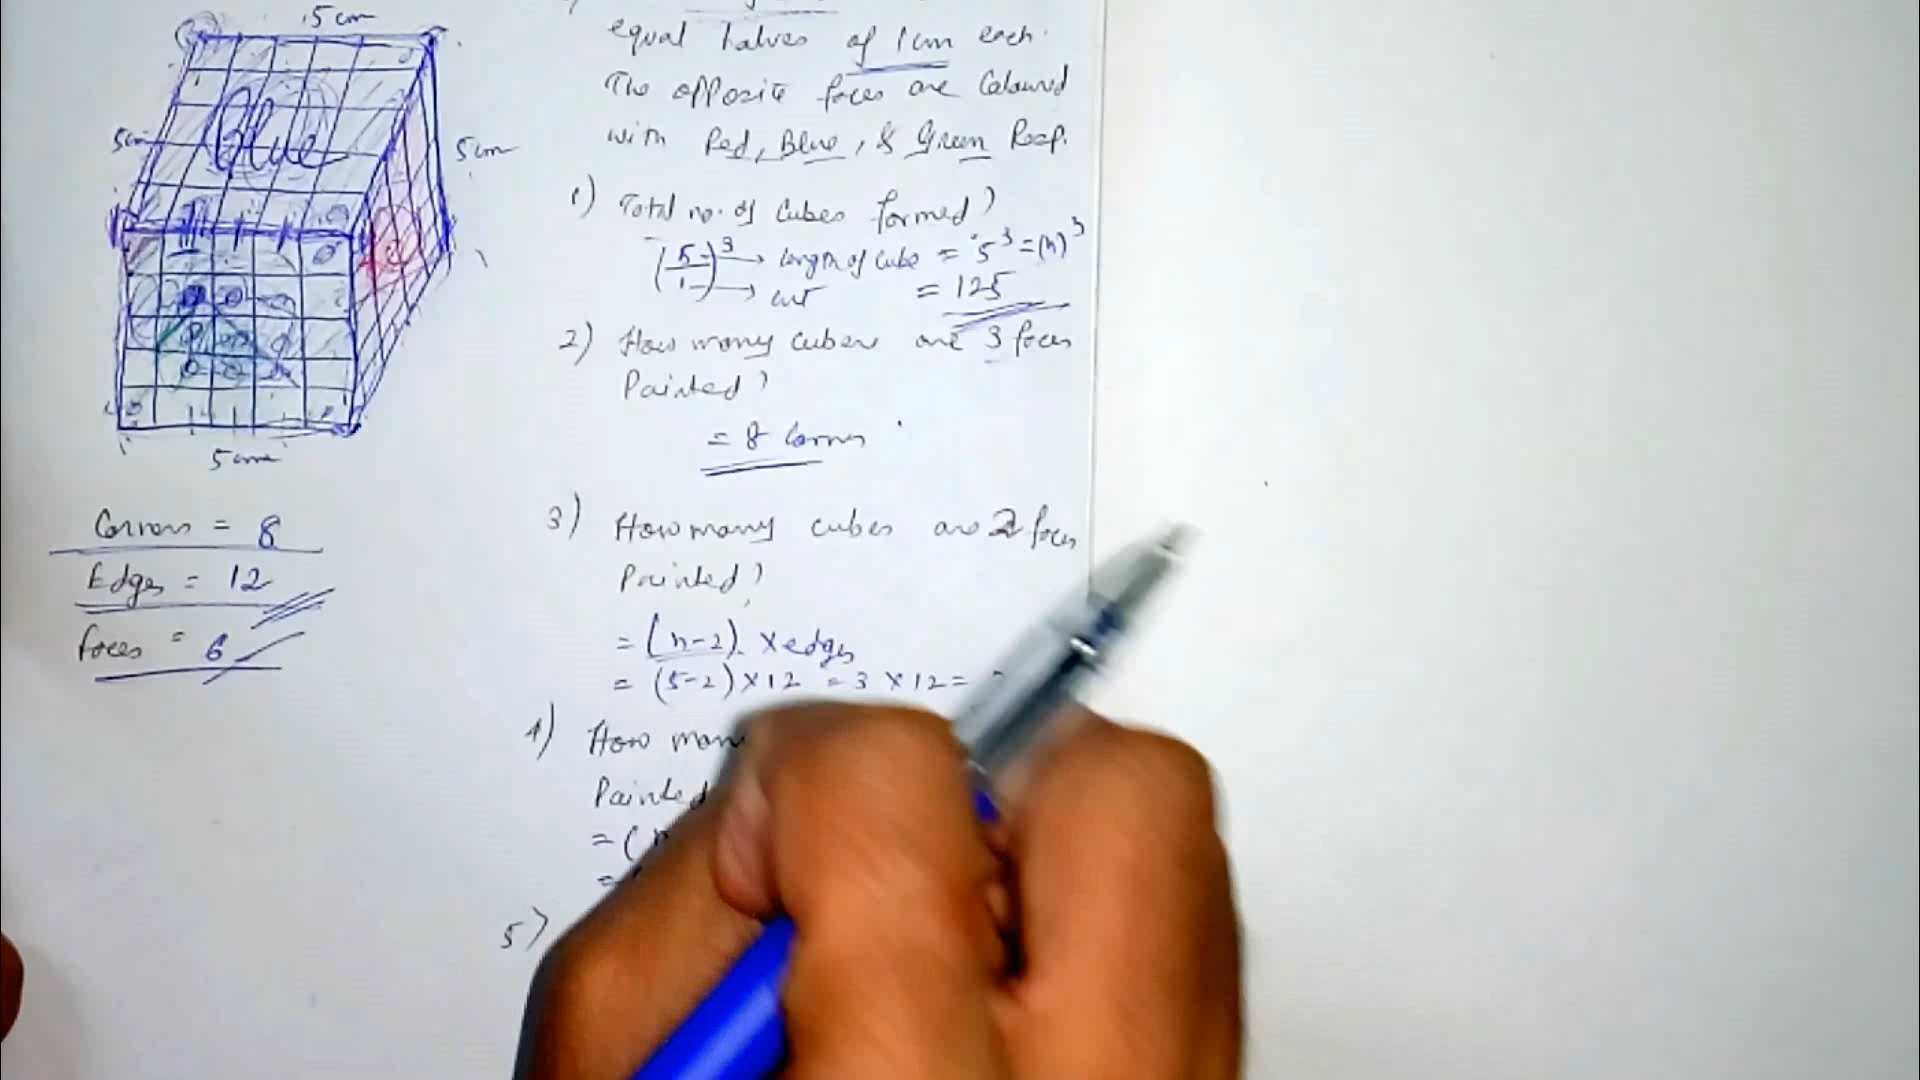 5cm
Blue
5cm
5cm
5cm
Corners = 8
Edges = 12
faces = 6
equal halves of 1cm each.
The opposite faces are Coloured
with Red, Blue, & Green Resp.
1) Total no. of Cubes formed?
(5/1)³ → length of cube = 5³ = (n)³
→ cut = 125
2) How many cubes are 3 faces
Painted?
= 8 Corners
3) How many cubes are 2 faces
Painted?
= (n-2) × edges
= (5-2) × 12 = 3 × 12 =
4) How many
Painted
= (n
= (
5)